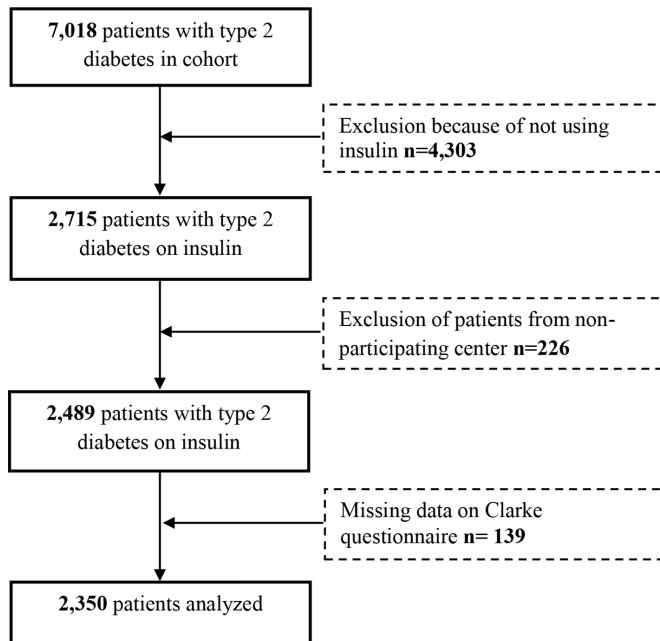 7,018 patients with type 2
diabetes in cohort
Exclusion because of not using
insulin n=4,303
2,715 patients with type 2
diabetes on insulin
Exclusion of patients from non-
participating center n=226
2,489 patients with type 2
diabetes on insulin
Missing data on Clarke
questionnaire n= 139
2,350 patients analyzed